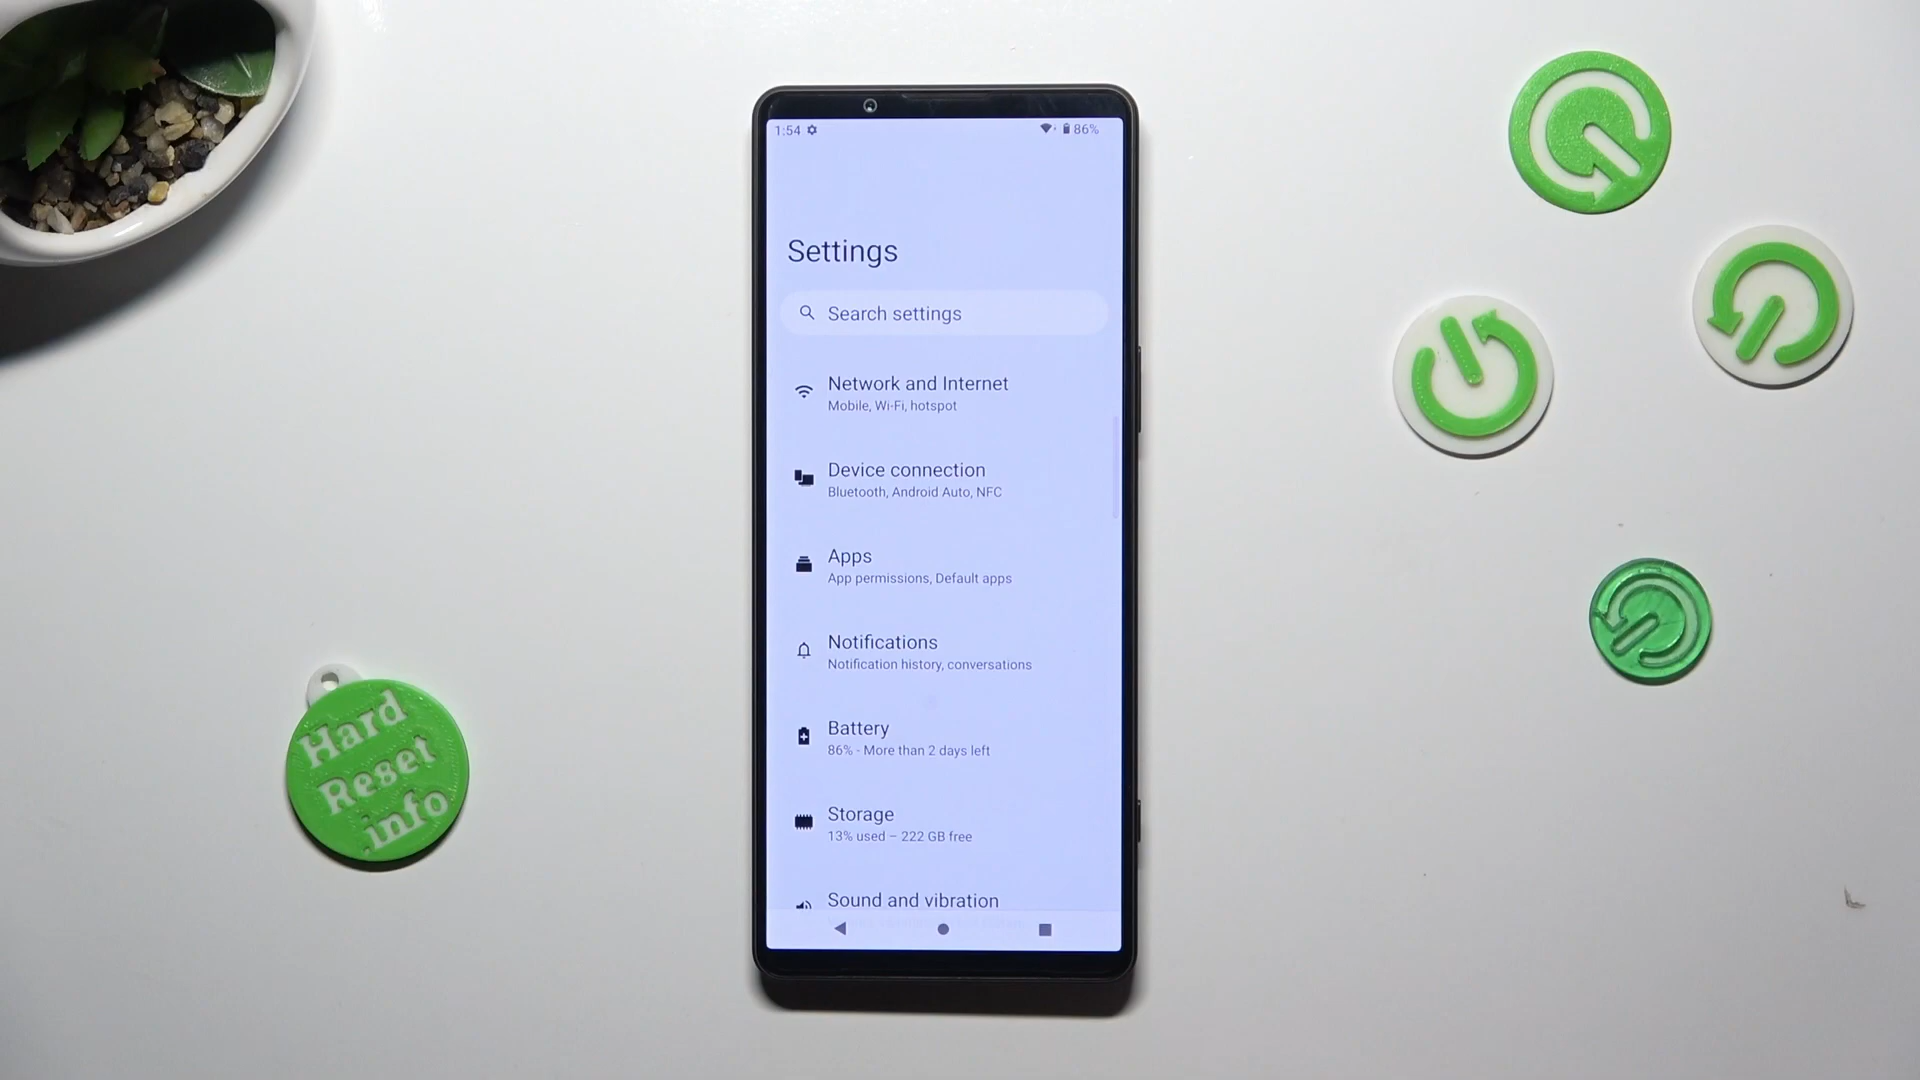 1:54
86%
Settings
Search settings
Network and Internet
Mobile, Wi-Fi, hotspot
Device connection
Bluetooth, Android Auto, NFC
Apps
App permissions, Default apps
Notifications
Notification history, conversations
Battery
86% - More than 2 days left
Storage
13% used – 222 GB free
Sound and vibration
Hard
Reset
.info